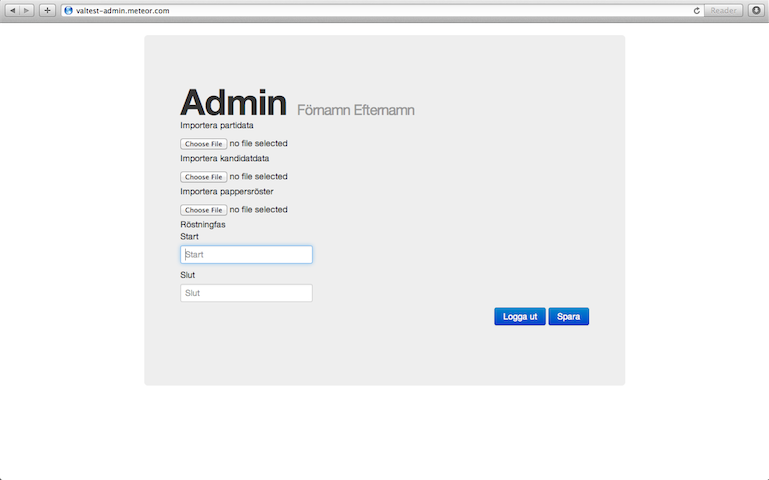 valtest-admin.meteor.com
Reader
Admin Förnamn Efternamn
Importera partidata
Choose File no file selected
Importera kandidatdata
Choose File no file selected
Importera pappersröster
Choose File no file selected
Röstningfas
Start
Start
Slut
Slut
Logga ut Spara